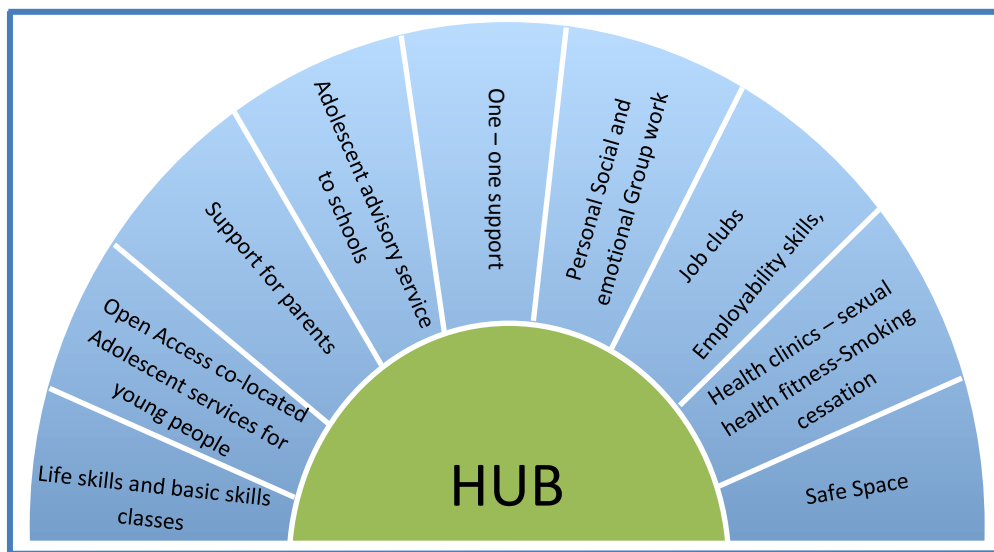 Life skills and basic skills
classes
Open Access co-located
Adolescent services for
young people
Support for parents
Adolescent advisory service
to schools
One – one support
Personal Social and
emotional Group work
Job clubs
Employability skills,
Health clinics – sexual
health fitness-Smoking
cessation
Safe Space
HUB